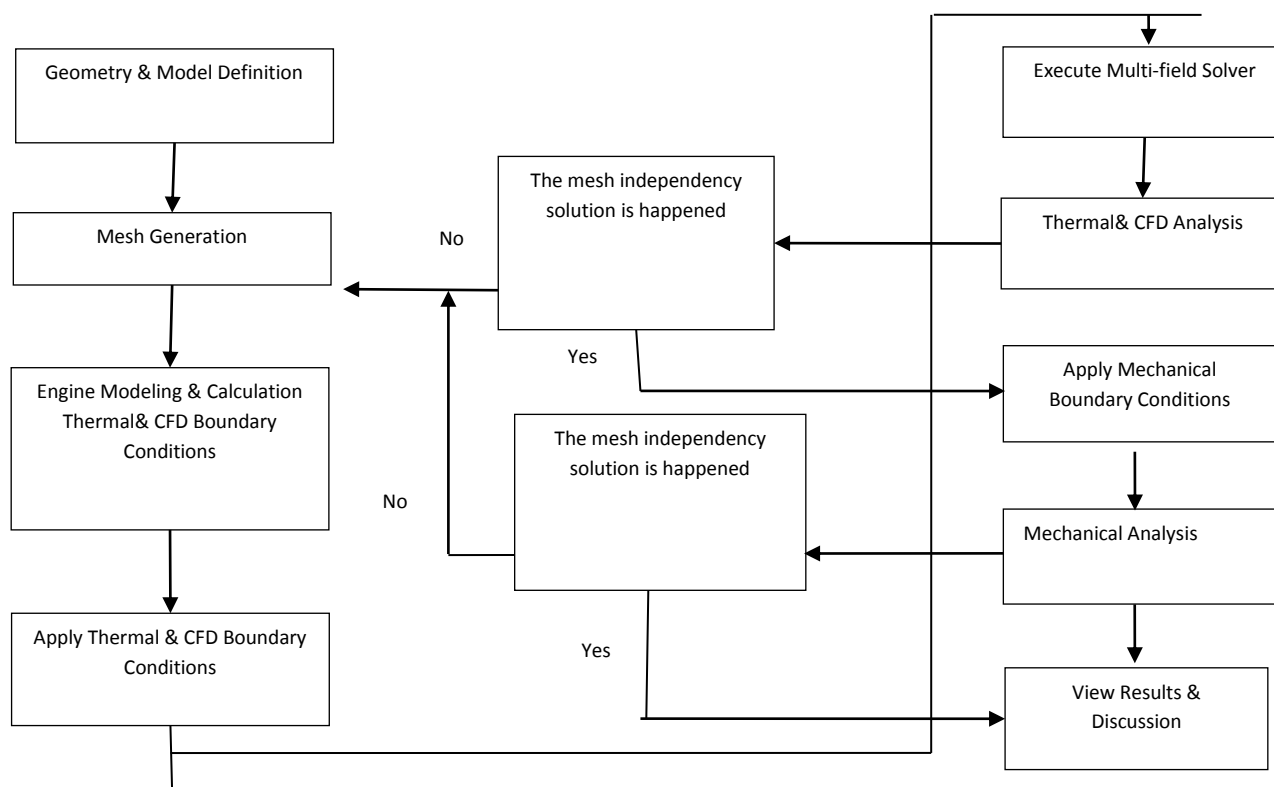 Geometry & Model Definition
Mesh Generation
Engine Modeling & Calculation
Thermal& CFD Boundary
Conditions
Apply Thermal & CFD Boundary
Conditions
Execute Multi-field Solver
Thermal& CFD Analysis
The mesh independency
solution is happened
No
Yes
Apply Mechanical
Boundary Conditions
Mechanical Analysis
The mesh independency
solution is happened
No
Yes
View Results &
Discussion